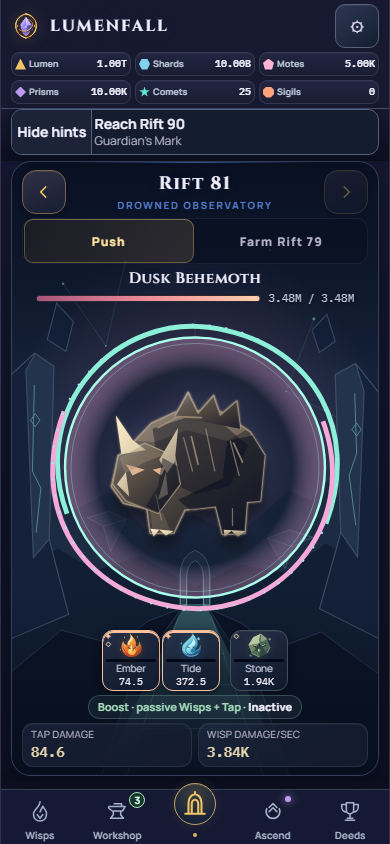 LUMENFALL
Lumen 1.00T
Shards 10.00B
Motes 5.00K
Prisms 10.00K
Comets 25
Sigils 0
Hide hints
Reach Rift 90
Guardian's Mark
Rift 81
DROWNED OBSERVATORY
Push
Farm Rift 79
Dusk Behemoth
3.48M / 3.48M
Ember
74.5
Tide
372.5
Stone
1.94K
Boost · passive Wisps + Tap · Inactive
TAP DAMAGE
84.6
WISP DAMAGE/SEC
3.84K
3
Wisps
Workshop
Ascend
Deeds